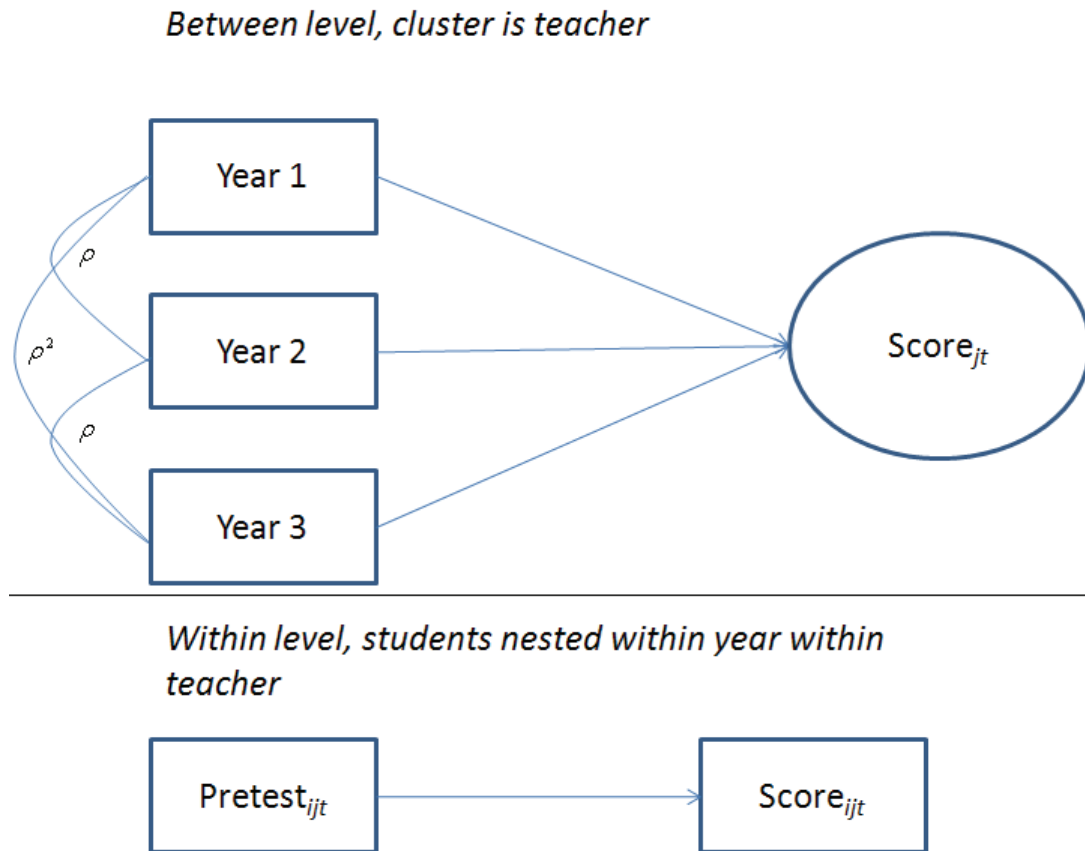 Between level, cluster is teacher
Year 1
ρ
Year 2
ρ²
Score_jt
ρ
Year 3
Within level, students nested within year within
teacher
Pretest_ijt
Score_ijt